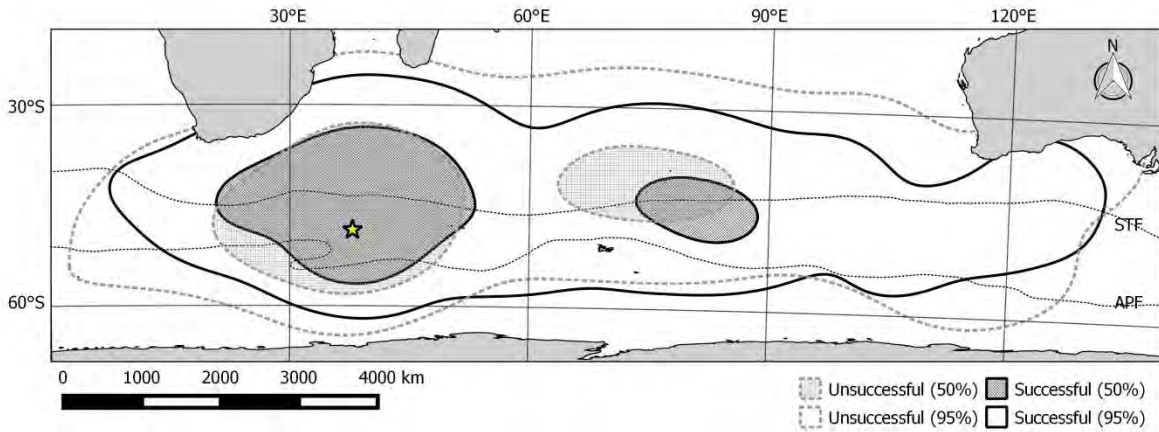 30°E 60°E 90°E 120°E
N
30°S
STF
60°S
APF
0 1000 2000 3000 4000 km
Unsuccessful (50%) Successful (50%)
Unsuccessful (95%) Successful (95%)